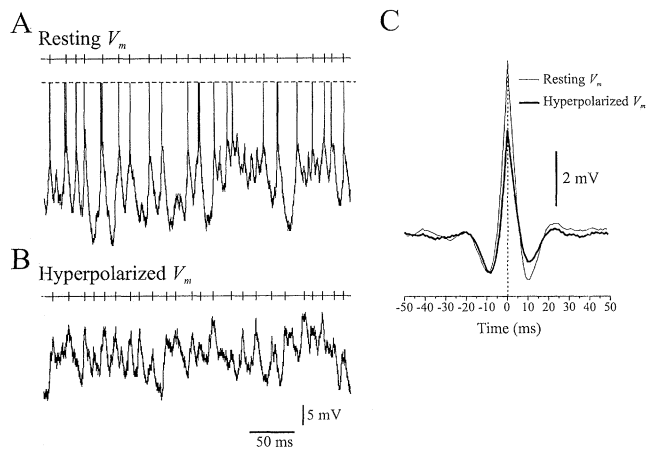 A
Resting Vm
B
Hyperpolarized Vm
5 mV
50 ms
C
Resting Vm
Hyperpolarized Vm
2 mV
-50 -40 -30 -20 -10 0 10 20 30 40 50
Time (ms)